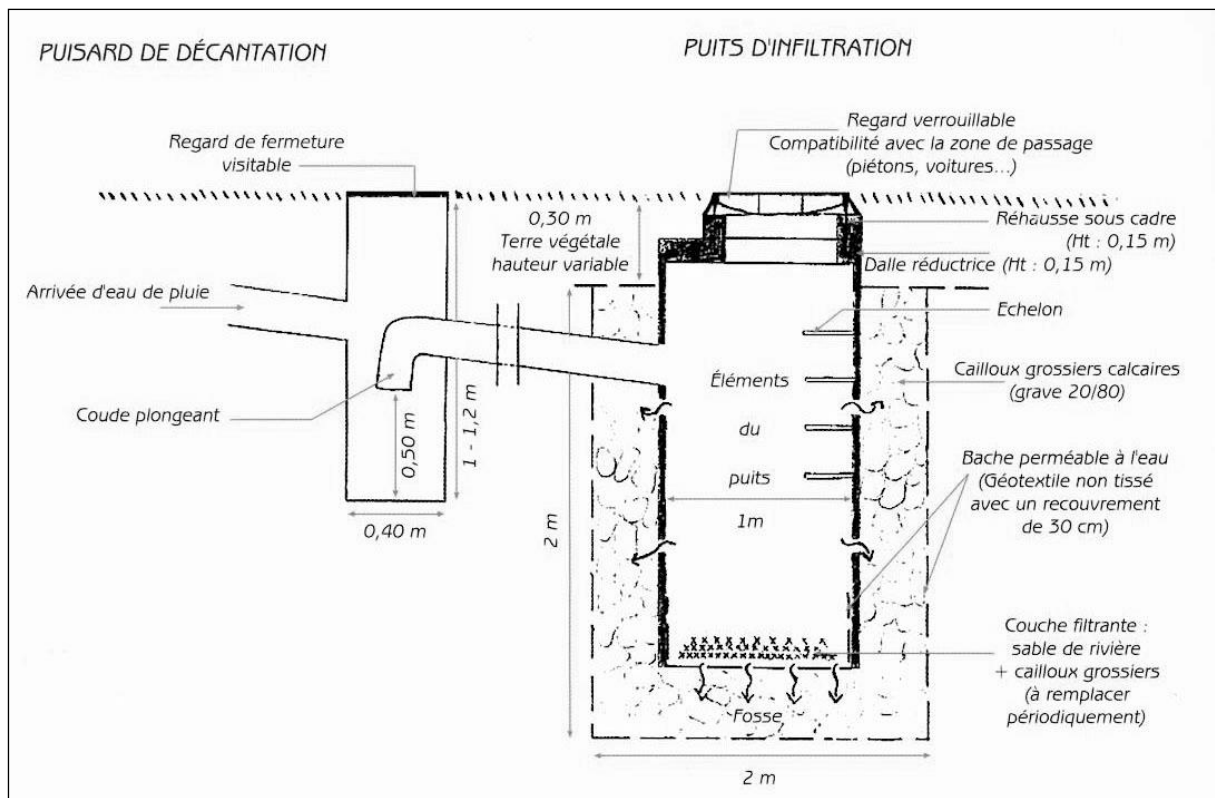 PUISARD DE DÉCANTATION
PUITS D'INFILTRATION
Regard de fermeture
visitable
Regard verrouillable
Compatibilité avec la zone de passage
(piétons, voitures...)
0,30 m
Terre végétale
hauteur variable
Réhausse sous cadre
(Ht : 0,15 m)
Dalle réductrice (Ht : 0,15 m)
Arrivée d'eau de pluie
Echelon
Cailloux grossiers calcaires
(grave 20/80)
Éléments
du
puits
Coude plongeant
0,50 m
1 - 1,2 m
0,40 m
2 m
1m
Bache perméable à l'eau
(Géotextile non tissé
avec un recouvrement
de 30 cm)
Couche filtrante :
sable de rivière
+ cailloux grossiers
(à remplacer
périodiquement)
Fosse
2 m